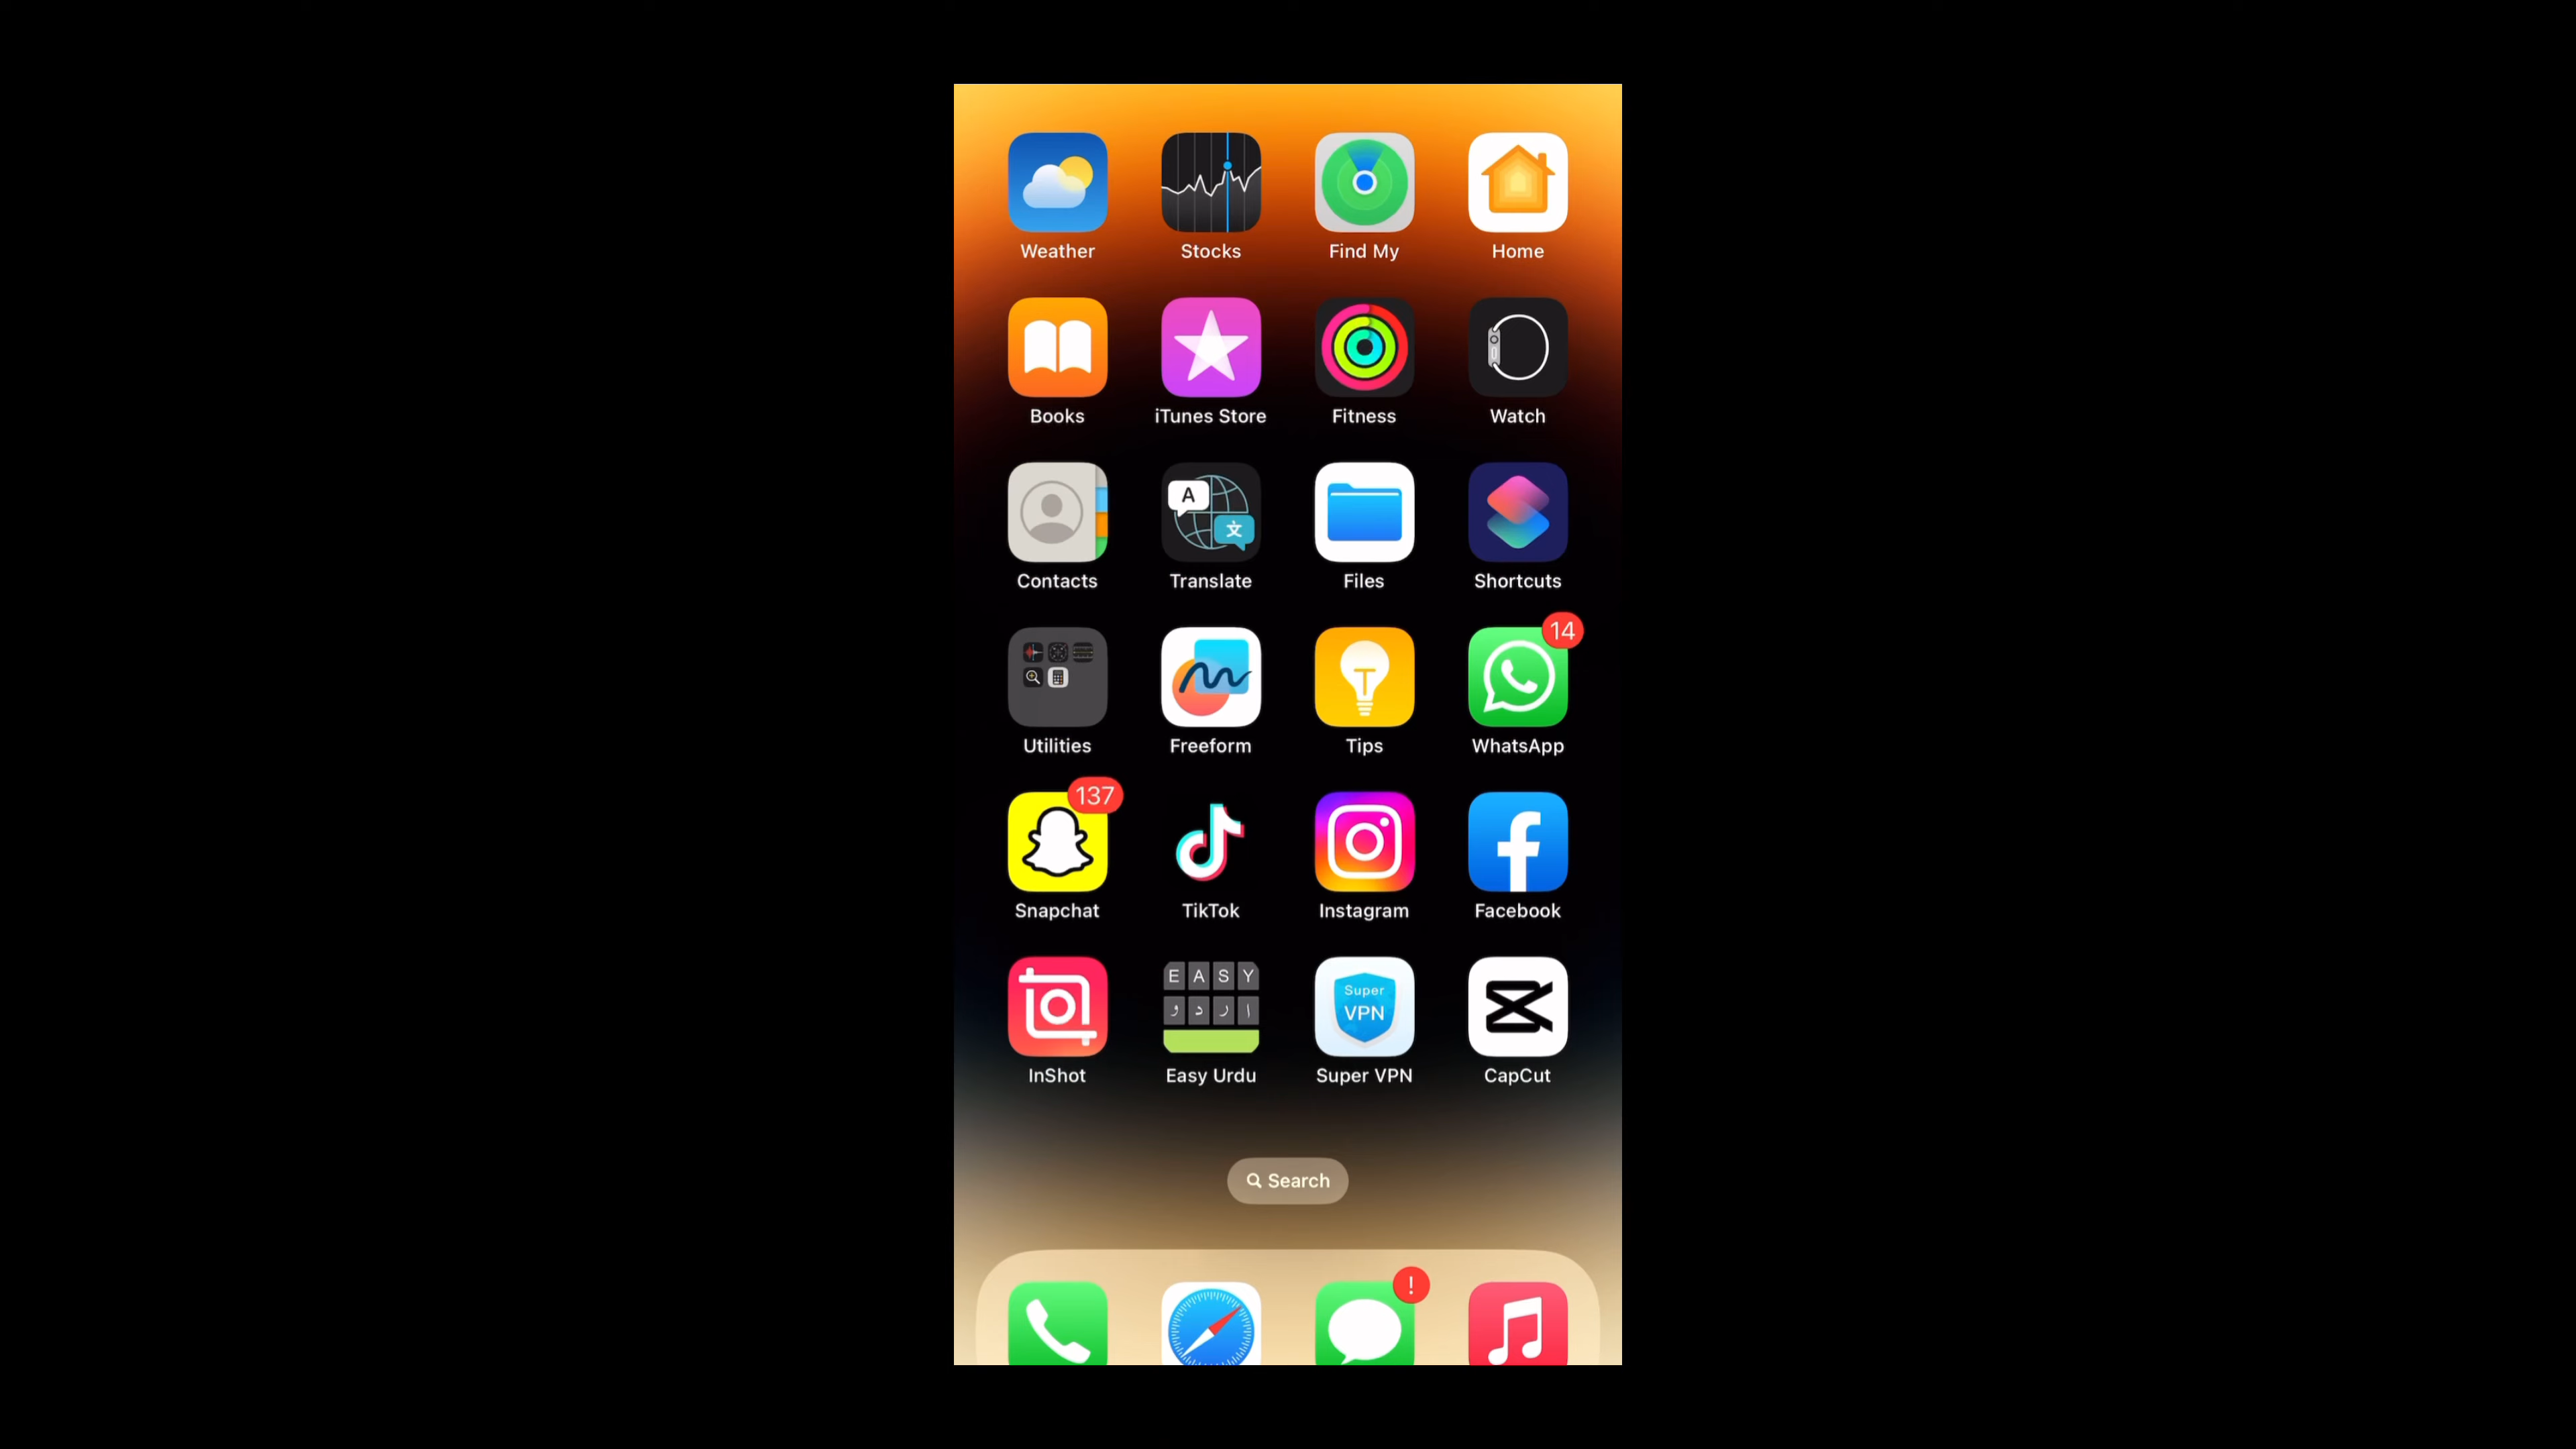 Weather Stocks Find My Home
Books iTunes Store Fitness Watch
A
文
Contacts Translate Files Shortcuts
14
Utilities Freeform Tips WhatsApp
137
Snapchat TikTok Instagram Facebook
E A S Y
و د ر ا
Super
VPN
InShot Easy Urdu Super VPN CapCut
Search
!